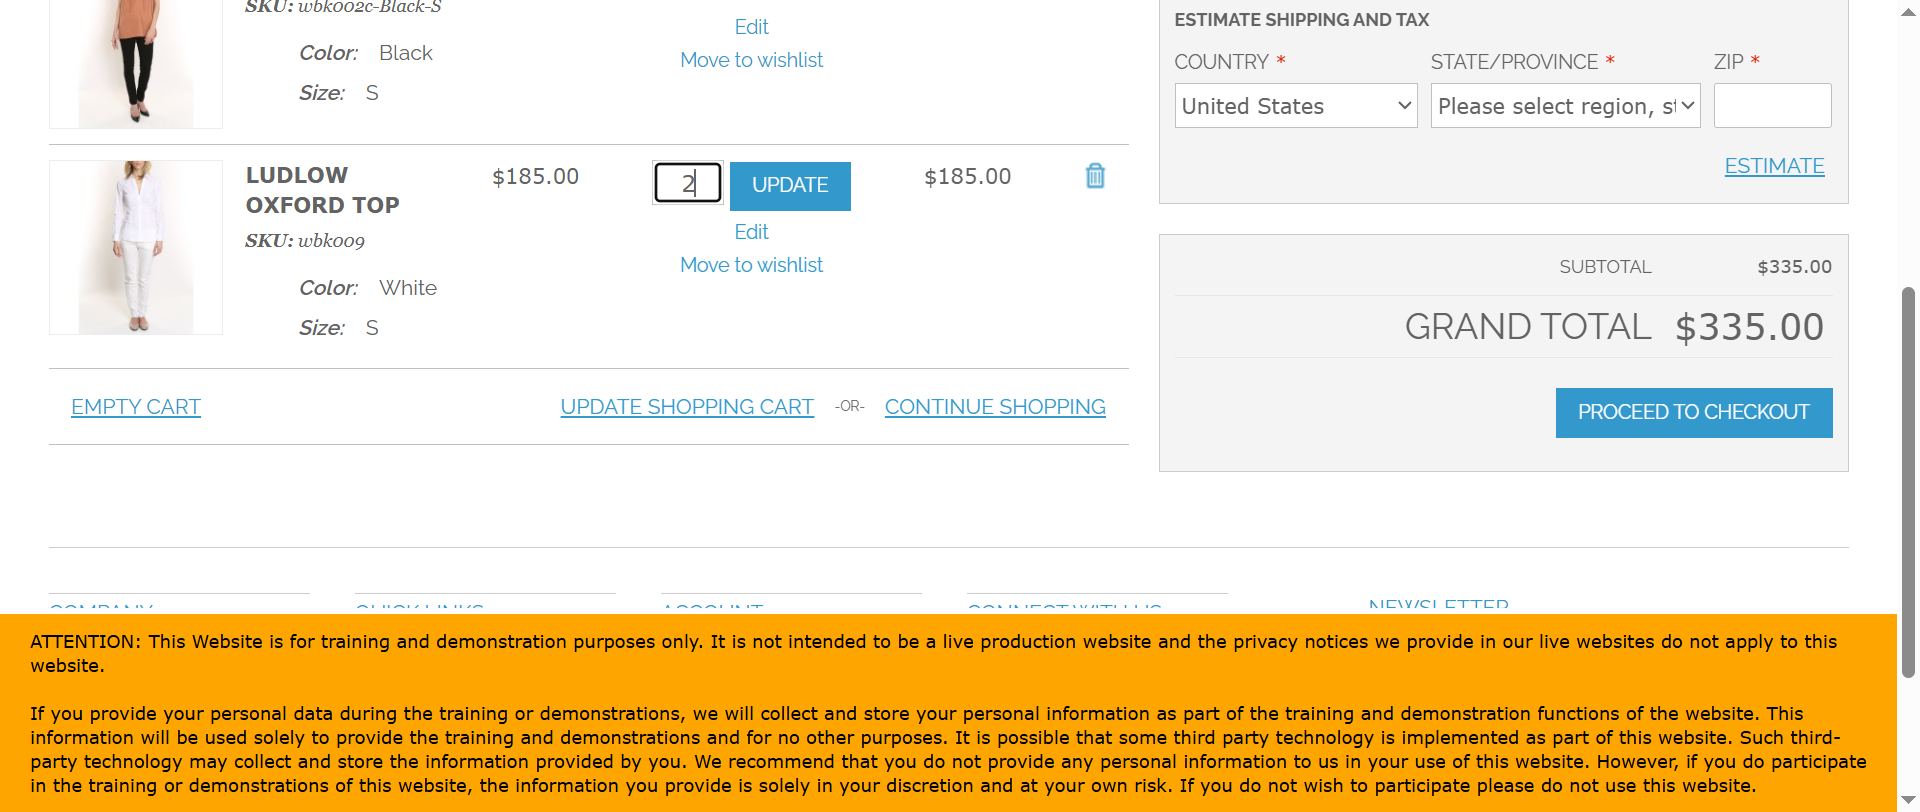 SKU: wbk002c-Black-S
Color: Black
Size: S
Edit
Move to wishlist
LUDLOW
OXFORD TOP
SKU: wbk009
Color: White
Size: S
$185.00
2
UPDATE
Edit
Move to wishlist
$185.00
EMPTY CART
UPDATE SHOPPING CART
-OR-
CONTINUE SHOPPING
ESTIMATE SHIPPING AND TAX
COUNTRY *
STATE/PROVINCE *
ZIP *
United States
Please select region, st
ESTIMATE
SUBTOTAL $335.00
GRAND TOTAL $335.00
PROCEED TO CHECKOUT
COMPANY
QUICK LINKS
ACCOUNT
CONNECT WITH US
NEWSLETTER
ATTENTION: This Website is for training and demonstration purposes only. It is not intended to be a live production website and the privacy notices we provide in our live websites do not apply to this
website.
If you provide your personal data during the training or demonstrations, we will collect and store your personal information as part of the training and demonstration functions of the website. This
information will be used solely to provide the training and demonstrations and for no other purposes. It is possible that some third party technology is implemented as part of this website. Such third-
party technology may collect and store the information provided by you. We recommend that you do not provide any personal information to us in your use of this website. However, if you do participate
in the training or demonstrations of this website, the information you provide is solely in your discretion and at your own risk. If you do not wish to participate please do not use this website.